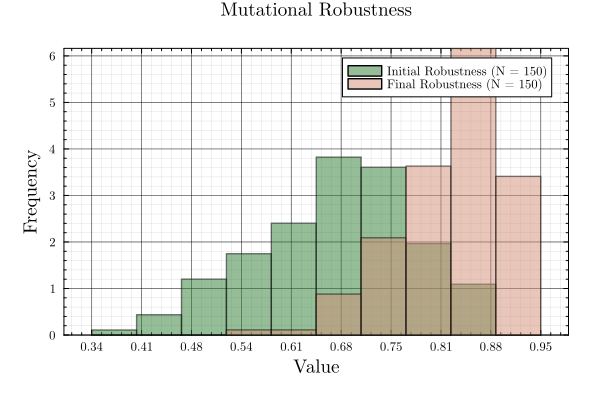 Mutational Robustness
Initial Robustness (N = 150)
Final Robustness (N = 150)
Frequency
6
5
4
3
2
1
0
0.34 0.41 0.48 0.54 0.61 0.68 0.75 0.81 0.88 0.95
Value